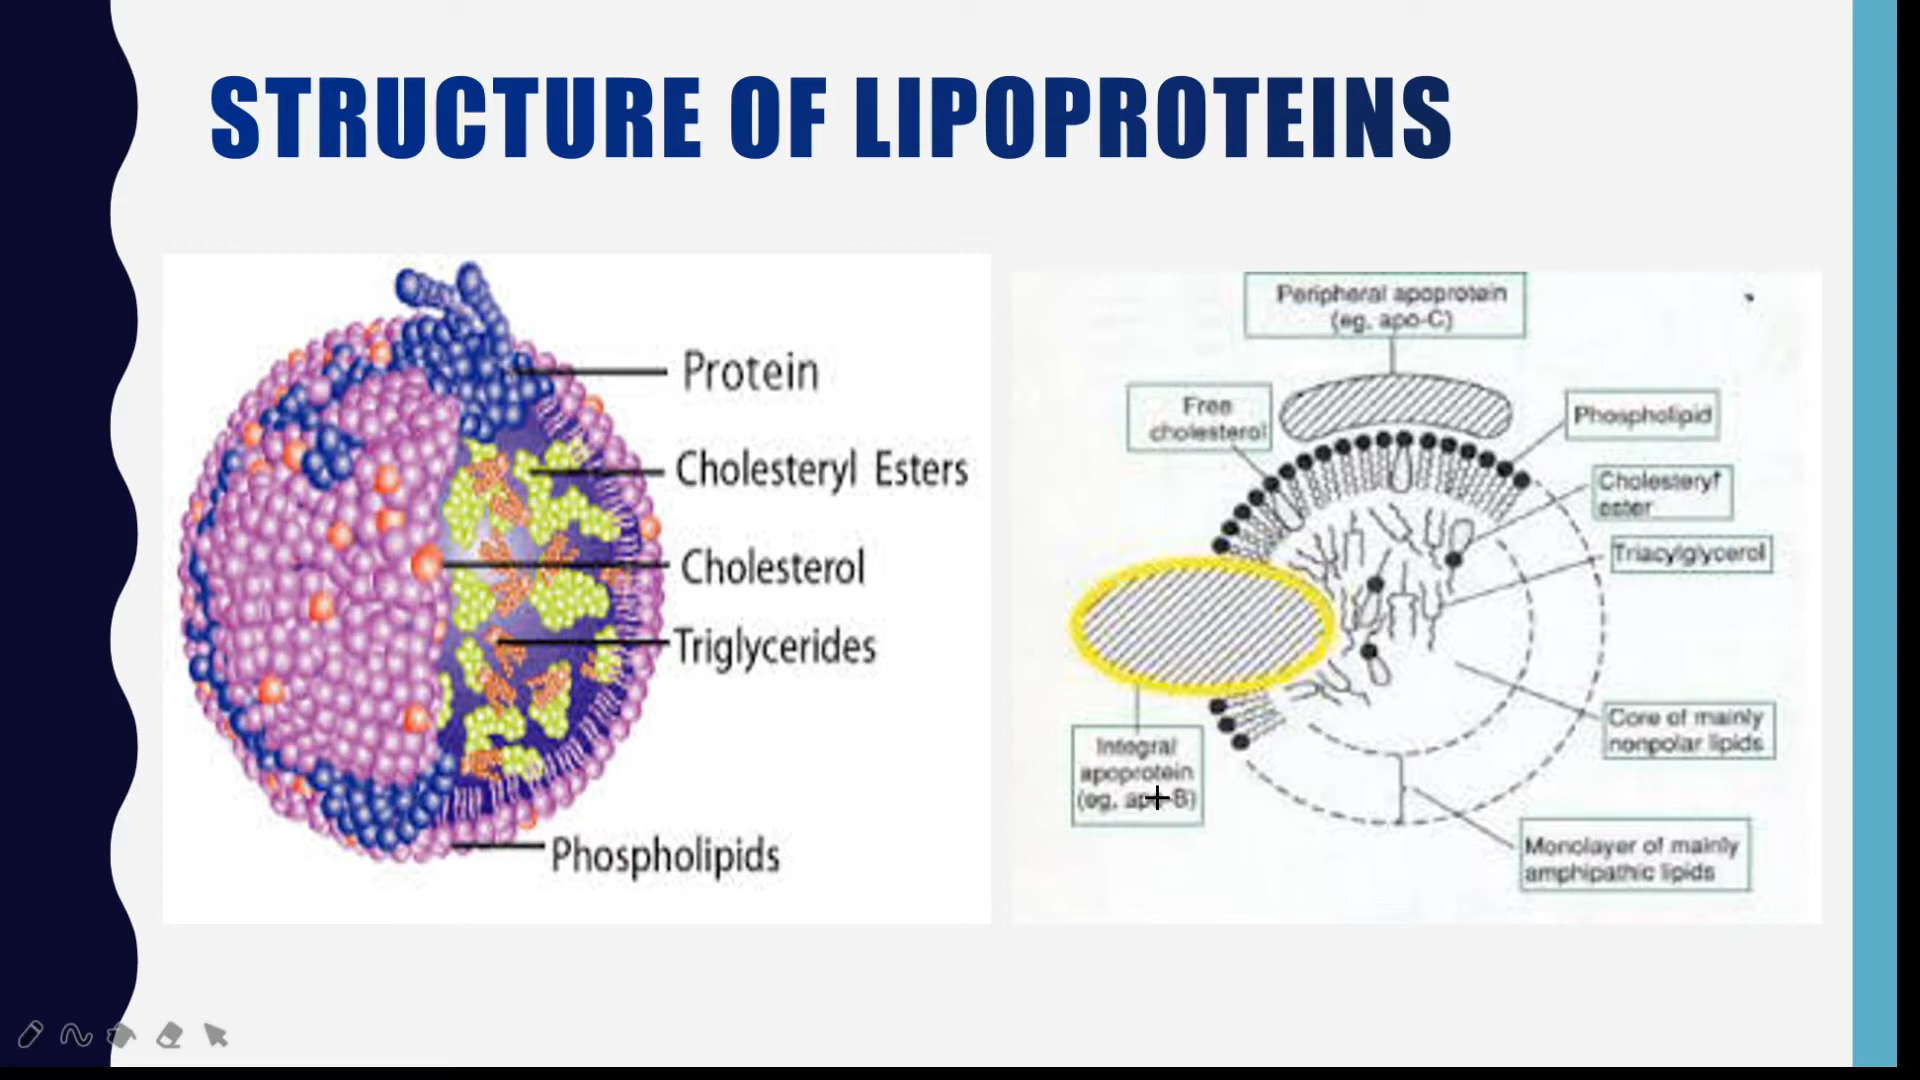 STRUCTURE OF LIPOPROTEINS
Protein
Cholesteryl Esters
Cholesterol
Triglycerides
Phospholipids
Peripheral apoprotein
(eg, apo-C)
Free
cholesterol
Phospholipid
Cholesteryl
ester
Triacylglycerol
Integral
apoprotein
(eg, apo-B)
Core of mainly
nonpolar lipids
Monolayer of mainly
amphipathic lipids